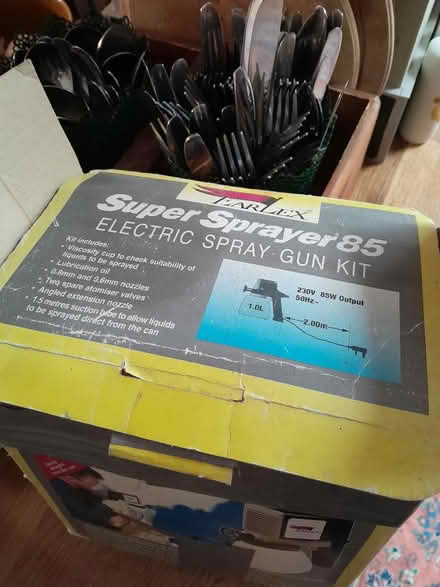 EARLEX
Super Sprayer 85
ELECTRIC SPRAY GUN KIT
Kit includes:
• Viscosity cup to check suitability of
liquids to be sprayed
• Lubrication oil
• 0.8mm and 0.6mm nozzles
• Two spare atomiser valves
• Angled extension nozzle
• 1.5 metres suction tube to allow liquids
to be sprayed direct from the can
230V 85W Output
50Hz~
1.0L
2.00m